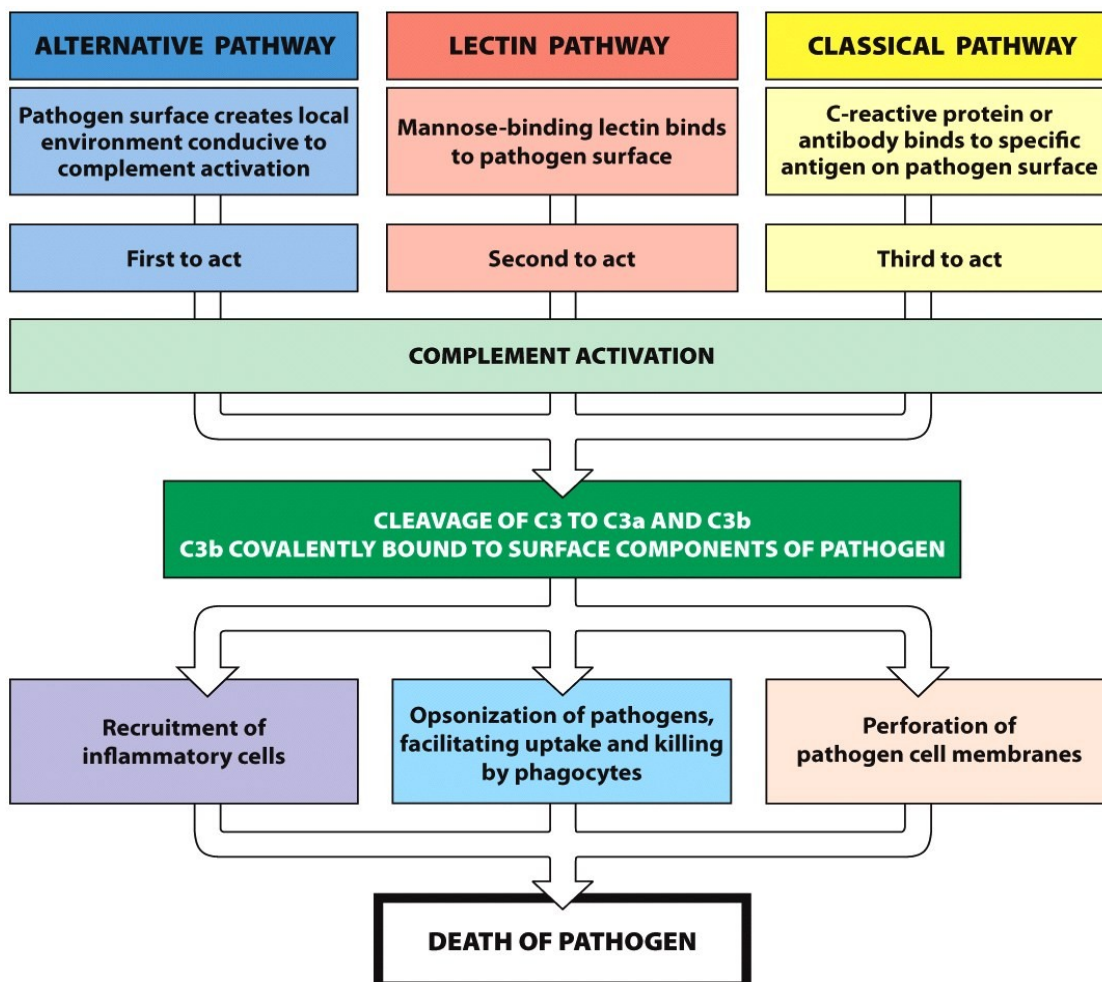 ALTERNATIVE PATHWAY
LECTIN PATHWAY
CLASSICAL PATHWAY
Pathogen surface creates local
environment conducive to
complement activation
Mannose-binding lectin binds
to pathogen surface
C-reactive protein or
antibody binds to specific
antigen on pathogen surface
First to act
Second to act
Third to act
COMPLEMENT ACTIVATION
CLEAVAGE OF C3 TO C3a AND C3b
C3b COVALENTLY BOUND TO SURFACE COMPONENTS OF PATHOGEN
Recruitment of
inflammatory cells
Opsonization of pathogens,
facilitating uptake and killing
by phagocytes
Perforation of
pathogen cell membranes
DEATH OF PATHOGEN